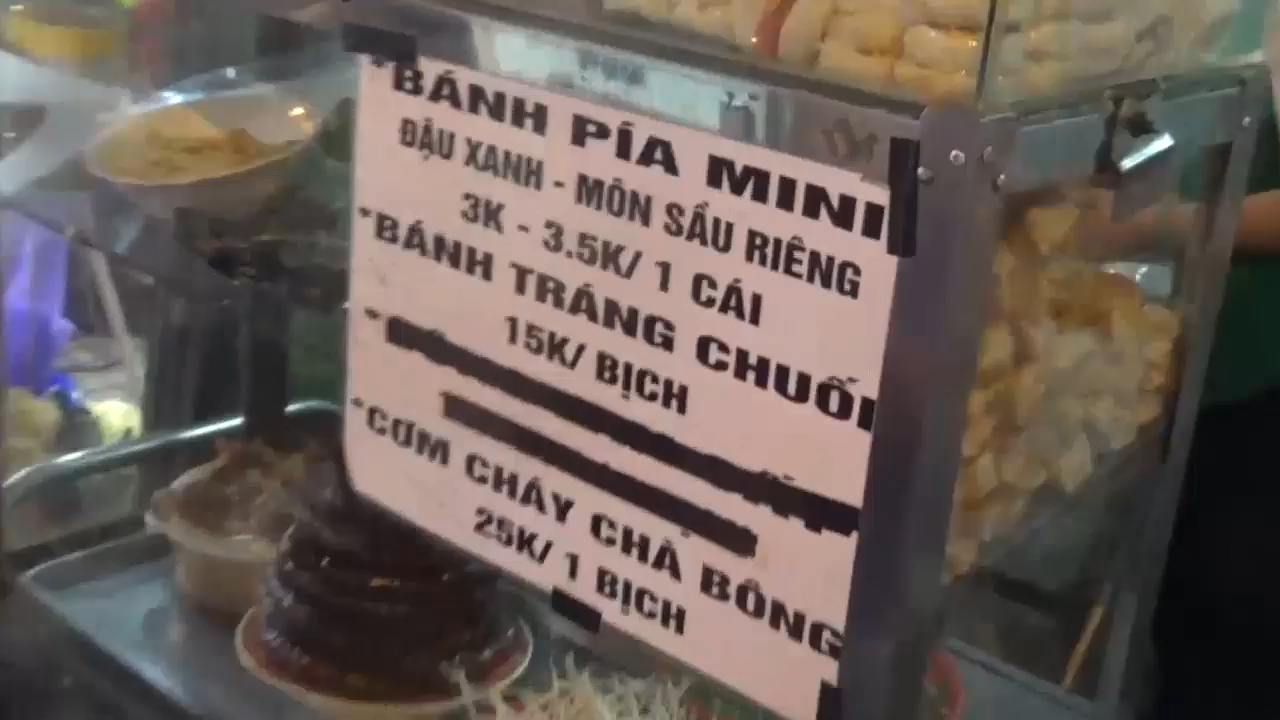 *BÁNH PÍA MINI
ĐẬU XANH - MÔN SẦU RIÊNG
3K - 3.5K/ 1 CÁI
*BÁNH TRÁNG CHUỐI
15K/ BỊCH
*
*CƠM CHÁY CHÀ BÔNG
25K/ 1 BỊCH